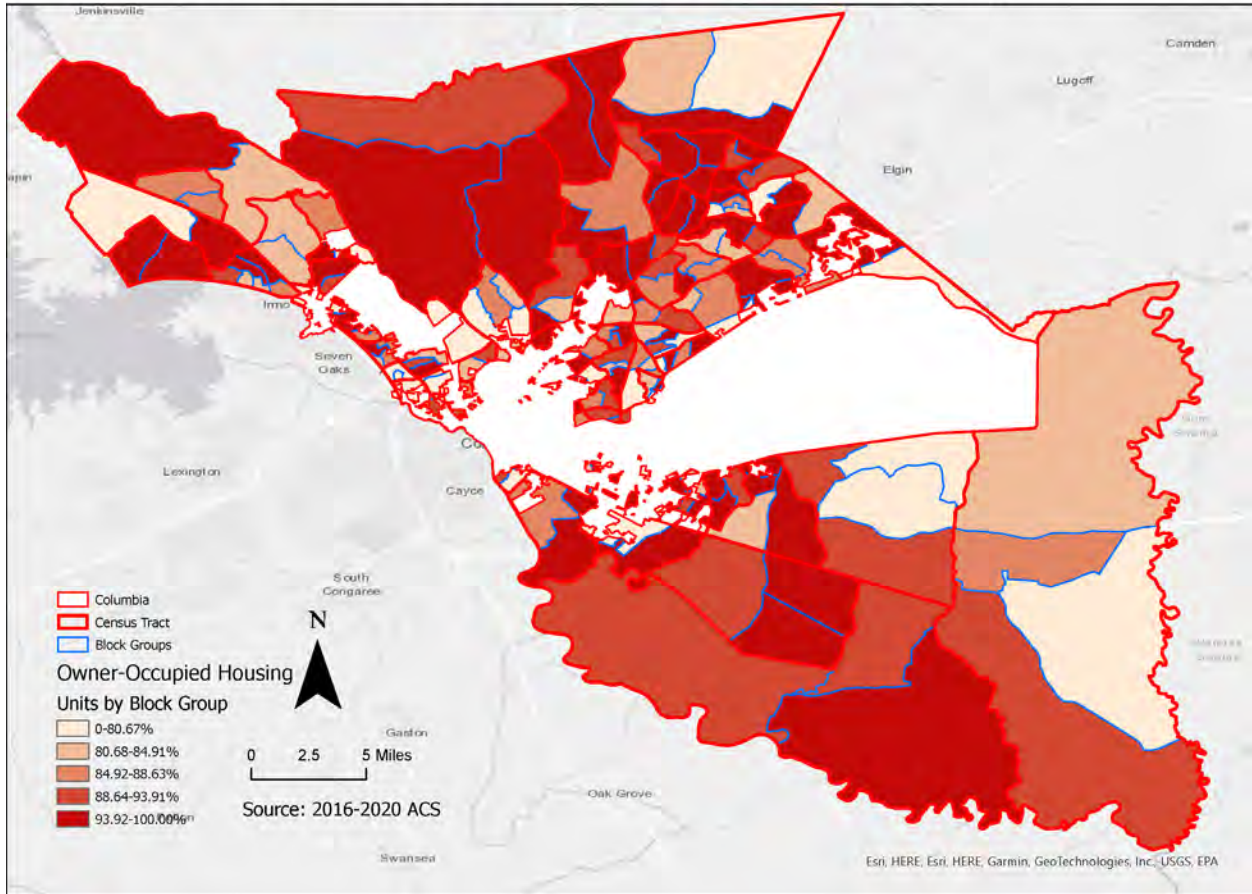 Jenkinsville
Camden
Lugoff
Elgin
apin
Irmo
Seven
Oaks
Co
Lexington
Cayce
South
Congaree
Columbia
Census Tract
Block Groups
N
Owner-Occupied Housing
Units by Block Group
0-80.67%
80.68-84.91%
84.92-88.63%
88.64-93.91%
93.92-100.00%
0 2.5 5 Miles
Source: 2016-2020 ACS
Gaston
Oak Grove
Swansea
Esri, HERE, Esri, HERE, Garmin, GeoTechnologies, Inc., USGS, EPA